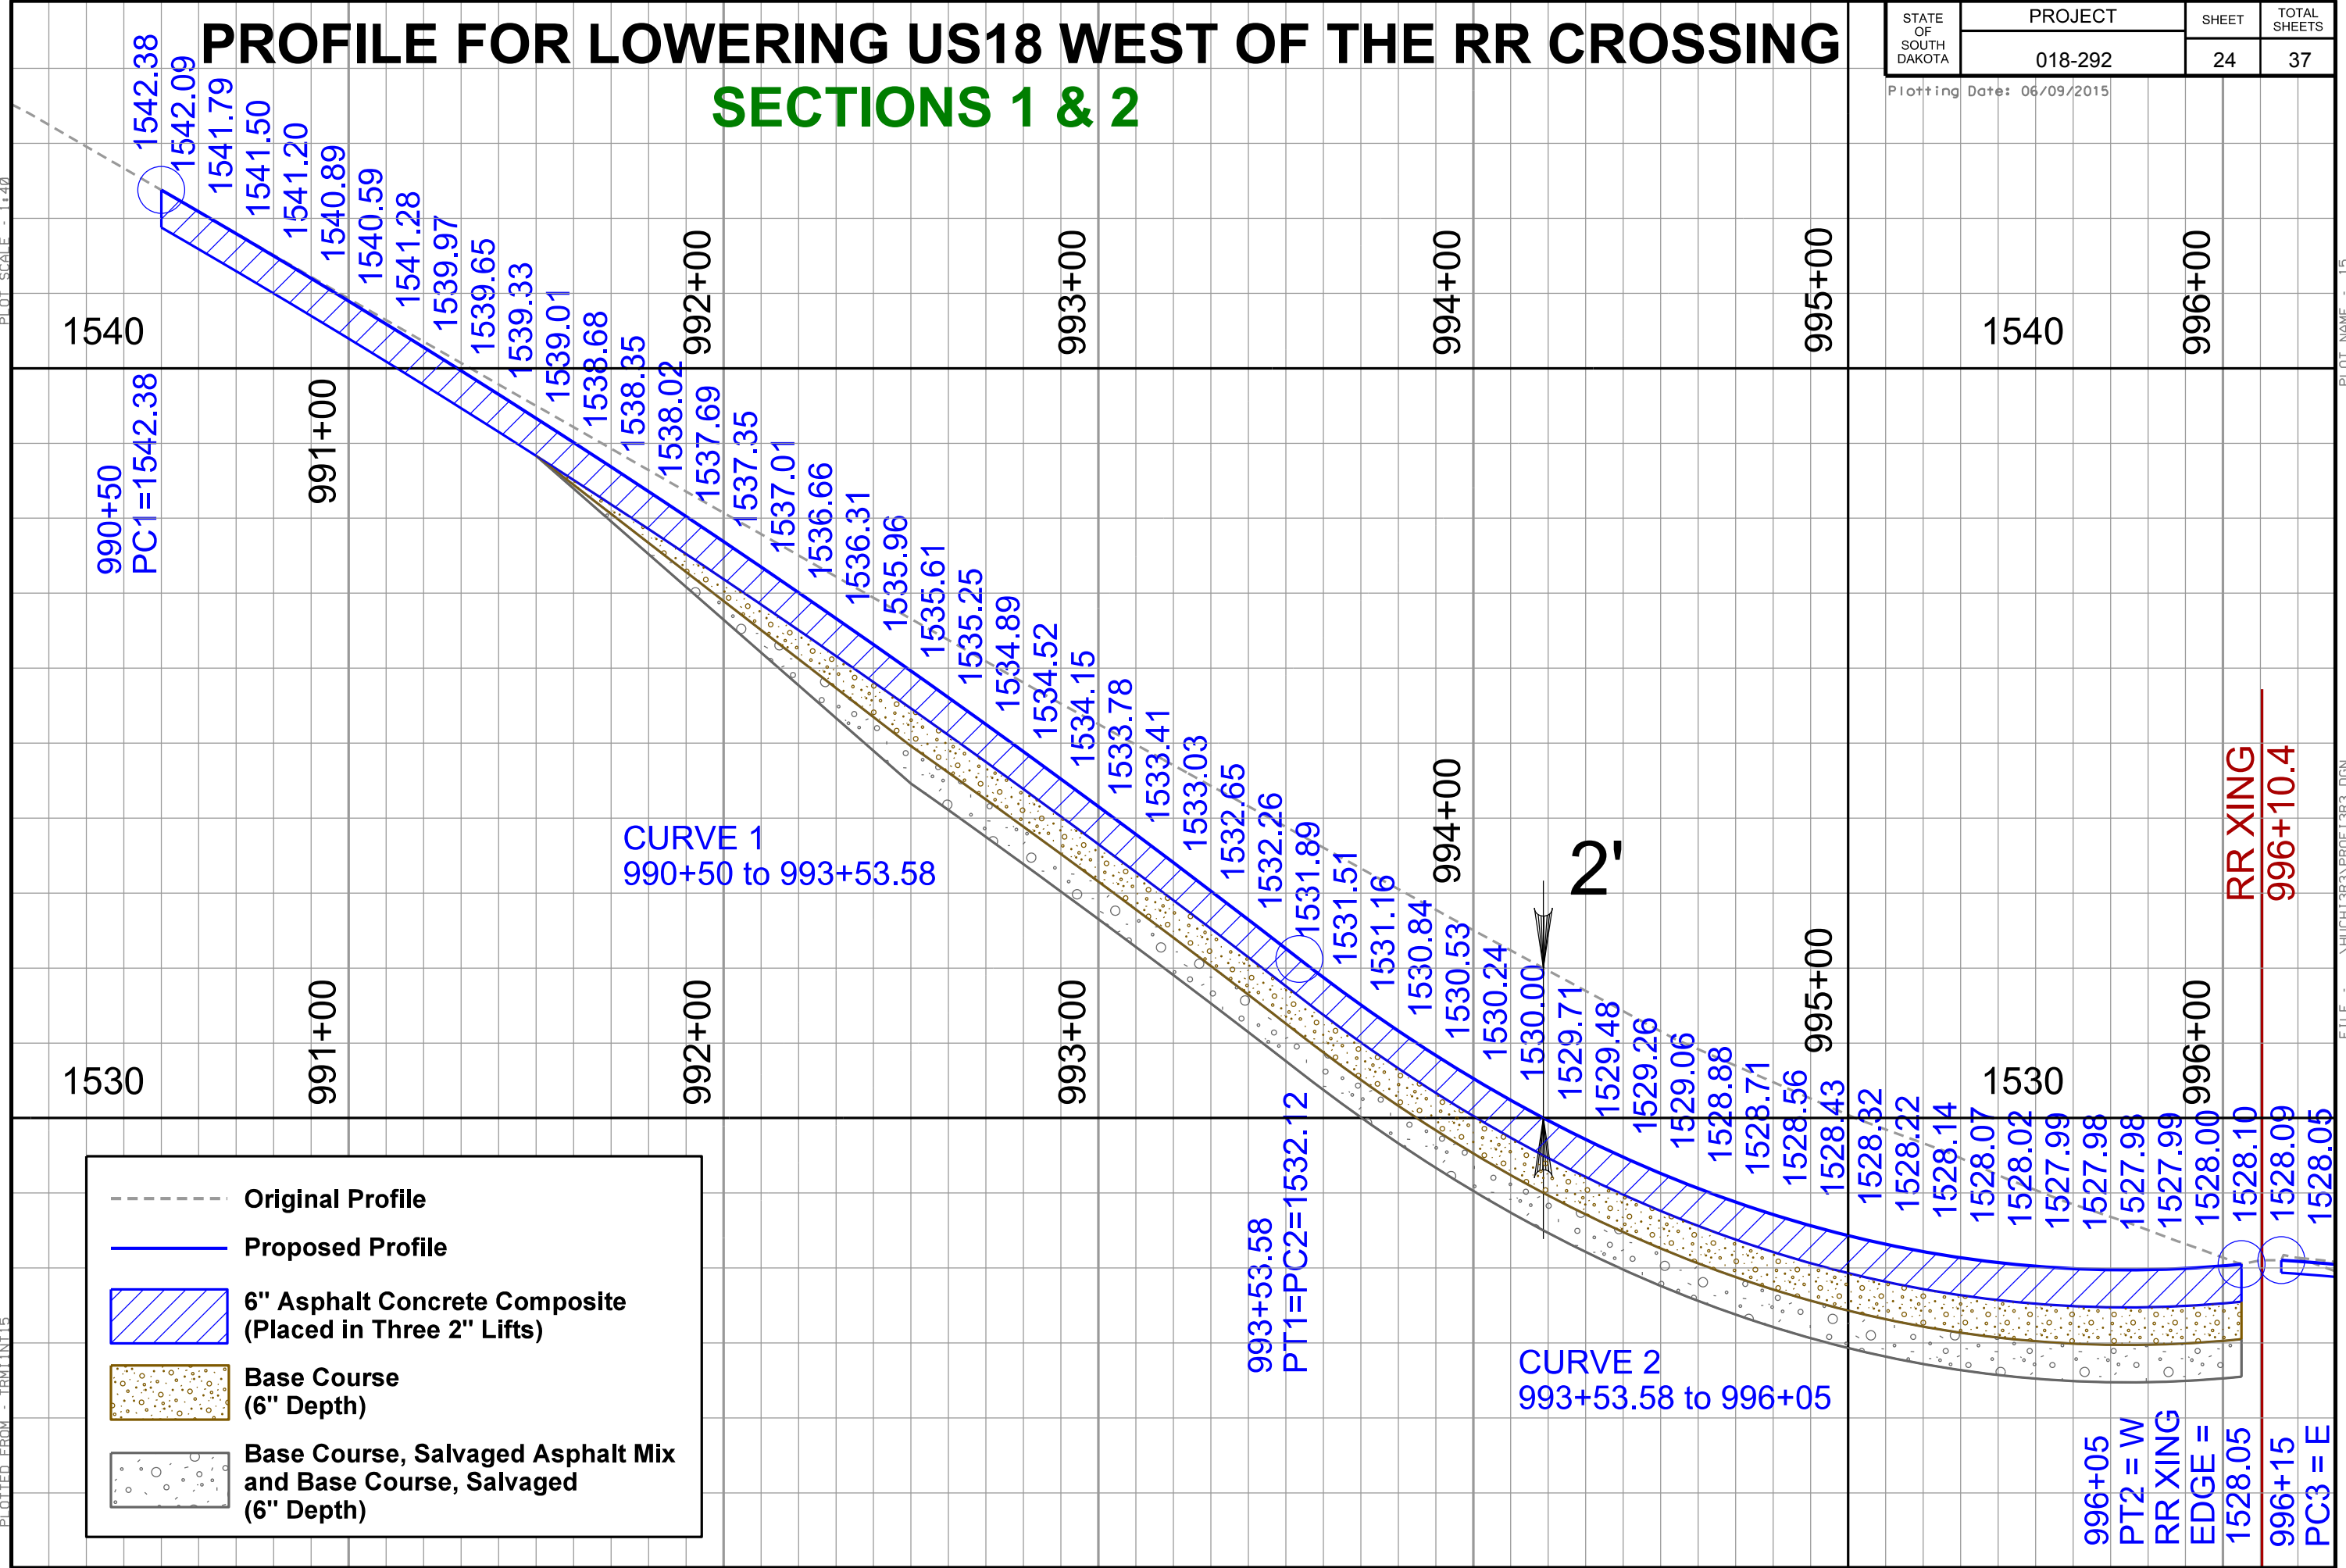 PROFILE FOR LOWERING US18 WEST OF THE RR CROSSING
SECTIONS 1 & 2
STATE
OF
SOUTH
DAKOTA
PROJECT
018-292
SHEET
24
TOTAL
SHEETS
37
Plotting Date: 06/09/2015
PLOT SCALE - 1:40
PLOT NAME - 15
PLOTTED FROM - TRMI1NT15
1542.38
1542.09
1541.79
1541.50
1541.20
1540.89
1540.59
1541.28
1539.97
1539.65
1539.33
1539.01
1538.68
1538.35
1538.02
1537.69
1537.35
1537.01
1536.66
1536.31
1535.96
1535.61
1535.25
1534.89
1534.52
1534.15
1533.78
1533.41
1533.03
1532.65
1532.26
1531.89
1531.51
1531.16
1530.84
1530.53
1530.24
1530.00
1529.71
1529.48
1529.26
1529.06
1528.88
1528.71
1528.56
1528.43
1528.32
1528.22
1528.14
1528.07
1528.02
1527.99
1527.98
1527.98
1527.99
1528.00
1528.10
1528.09
1528.05
992+00
993+00
994+00
995+00
996+00
1540
1540
990+50
PC1=1542.38
991+00
CURVE 1
990+50 to 993+53.58
994+00
2'
RR XING
996+10.4
991+00
992+00
993+00
995+00
996+00
1530
1530
993+53.58
PT1=PC2=1532.12
CURVE 2
993+53.58 to 996+05
996+05
PT2 = W
RR XING
EDGE =
1528.05
996+15
PC3 = E
Original Profile
Proposed Profile
6" Asphalt Concrete Composite
(Placed in Three 2" Lifts)
Base Course
(6" Depth)
Base Course, Salvaged Asphalt Mix
and Base Course, Salvaged
(6" Depth)